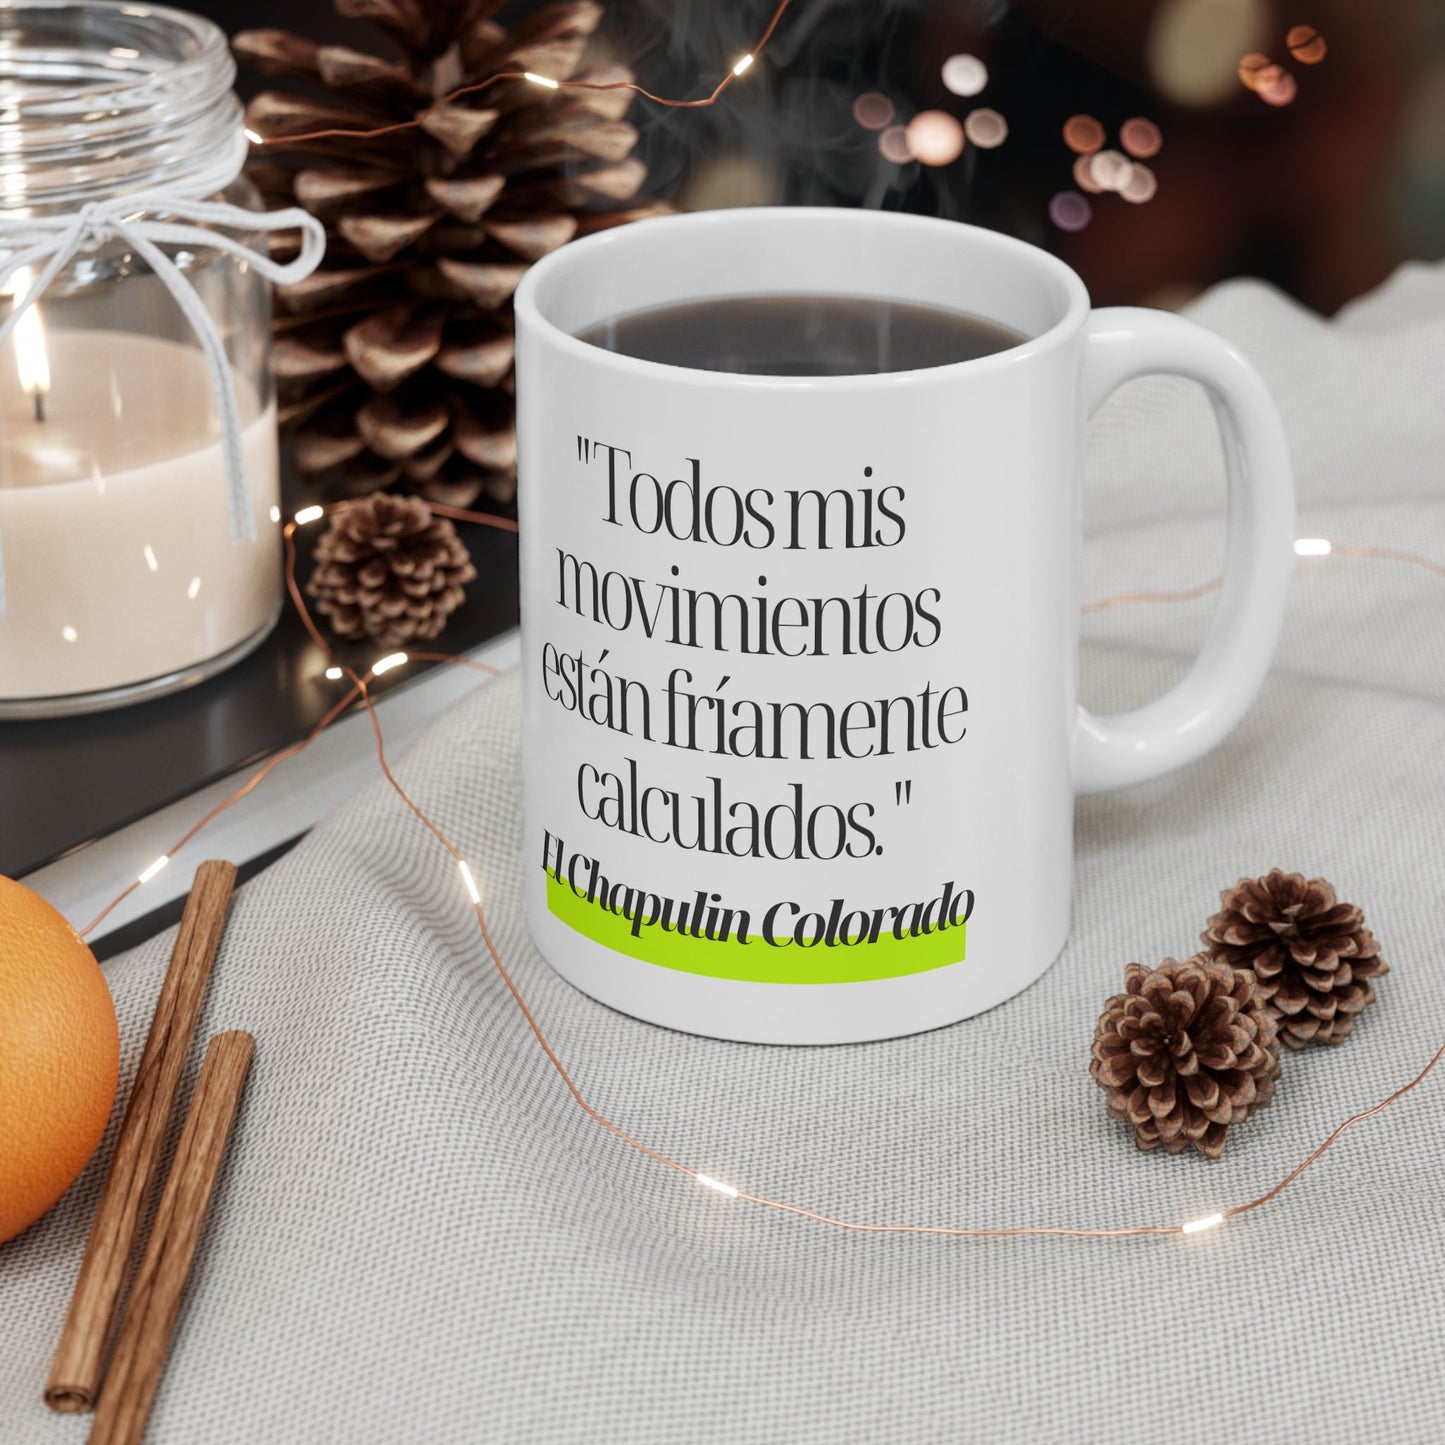 "Todos mis
movimientos
están fríamente
calculados. "
El Chapulin Colorado